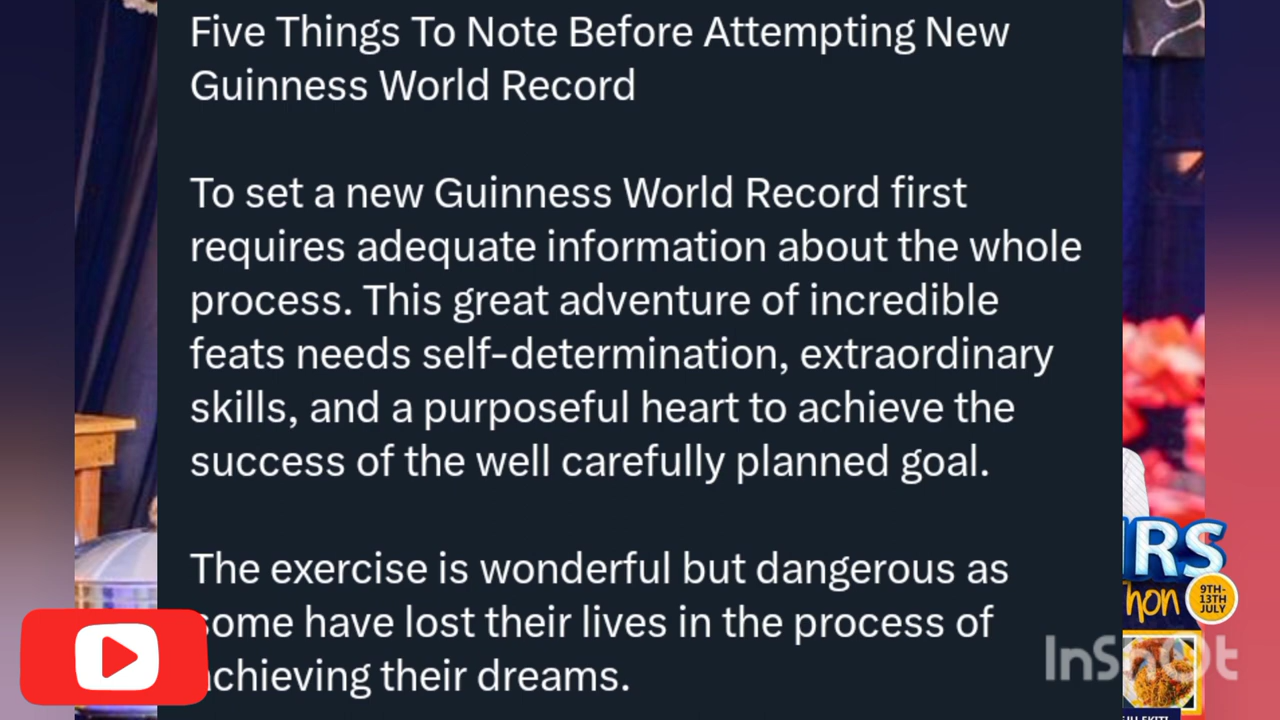 Five Things To Note Before Attempting New
Guinness World Record
To set a new Guinness World Record first
requires adequate information about the whole
process. This great adventure of incredible
feats needs self-determination, extraordinary
skills, and a purposeful heart to achieve the
success of the well carefully planned goal.
The exercise is wonderful but dangerous as
some have lost their lives in the process of
achieving their dreams.
9TH-
13TH
JULY
InShOt